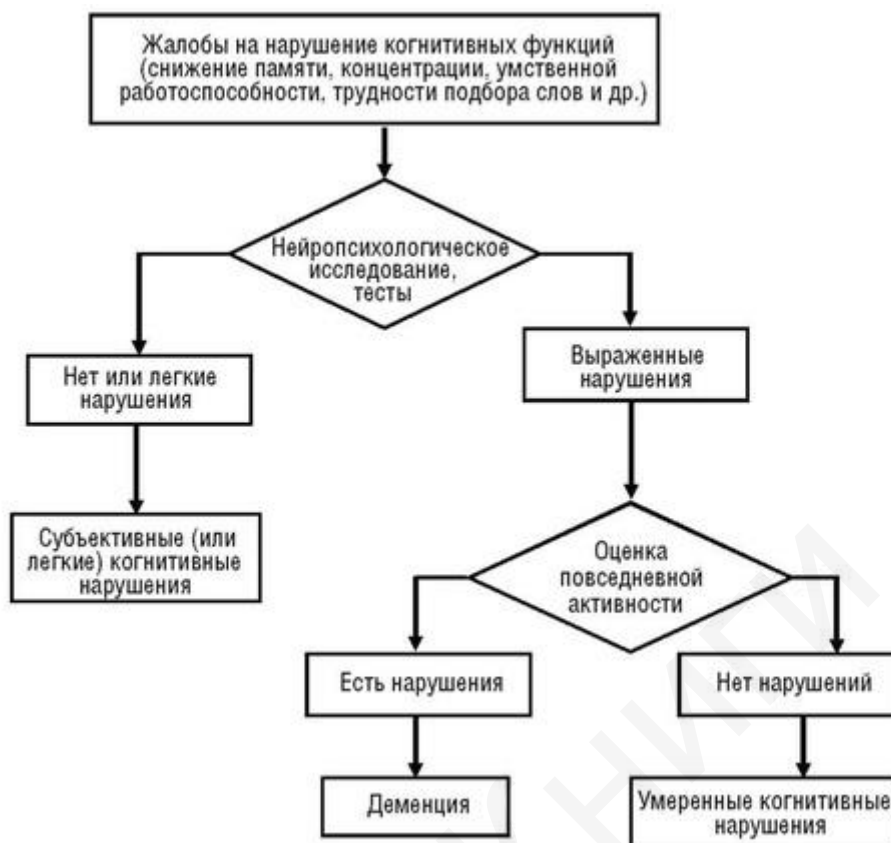 Жалобы на нарушение когнитивных функций
(снижение памяти, концентрации, умственной
работоспособности, трудности подбора слов и др.)
Нейропсихологическое
исследование,
тесты
Нет или легкие
нарушения
Выраженные
нарушения
Субъективные (или
легкие) когнитивные
нарушения
Оценка
повседневной
активности
Есть нарушения
Нет нарушений
Деменция
Умеренные когнитивные
нарушения